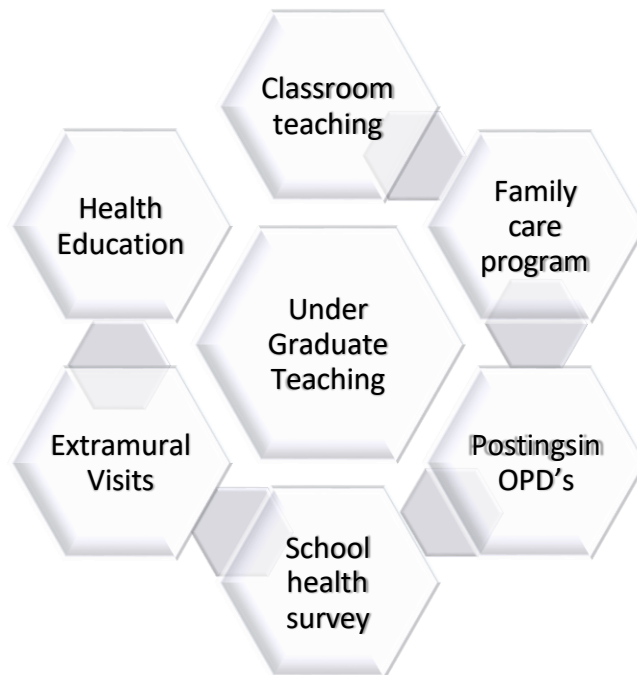 Classroom
teaching
Family
care
program
Health
Education
Under
Graduate
Teaching
Postingsin
OPD's
Extramural
Visits
School
health
survey